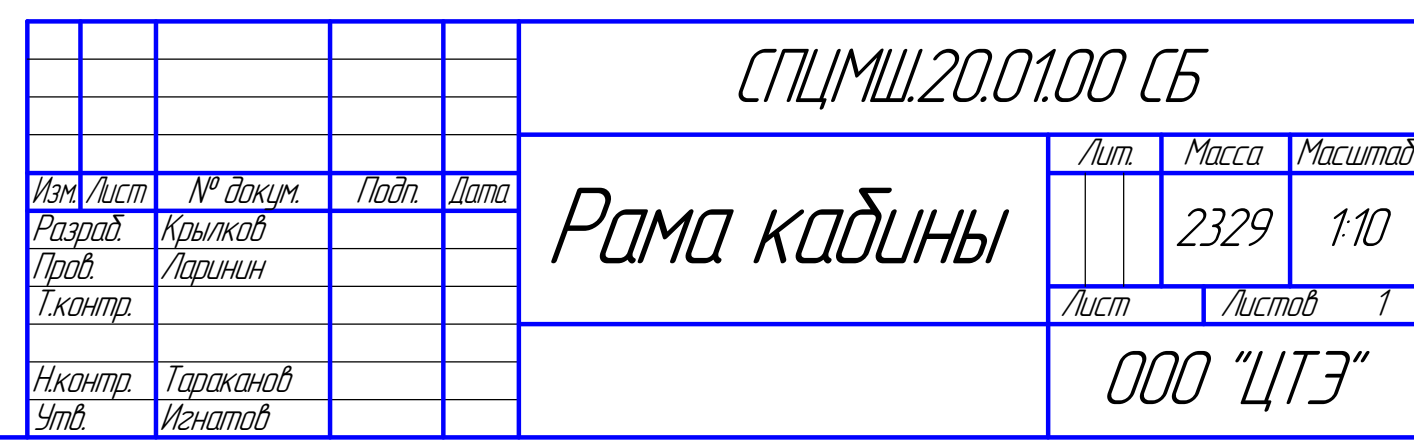 СПЦМШ.20.01.00 СБ
Изм. Лист № докум. Подп. Дата
Разраб. Крылков
Пров. Ларинин
Т.контр.
Н.контр. Тараканов
Утв. Игнатов
Рама кабины
Лит. Масса Масштаб
2329 1:10
Лист Листов 1
ООО "ЦТЭ"